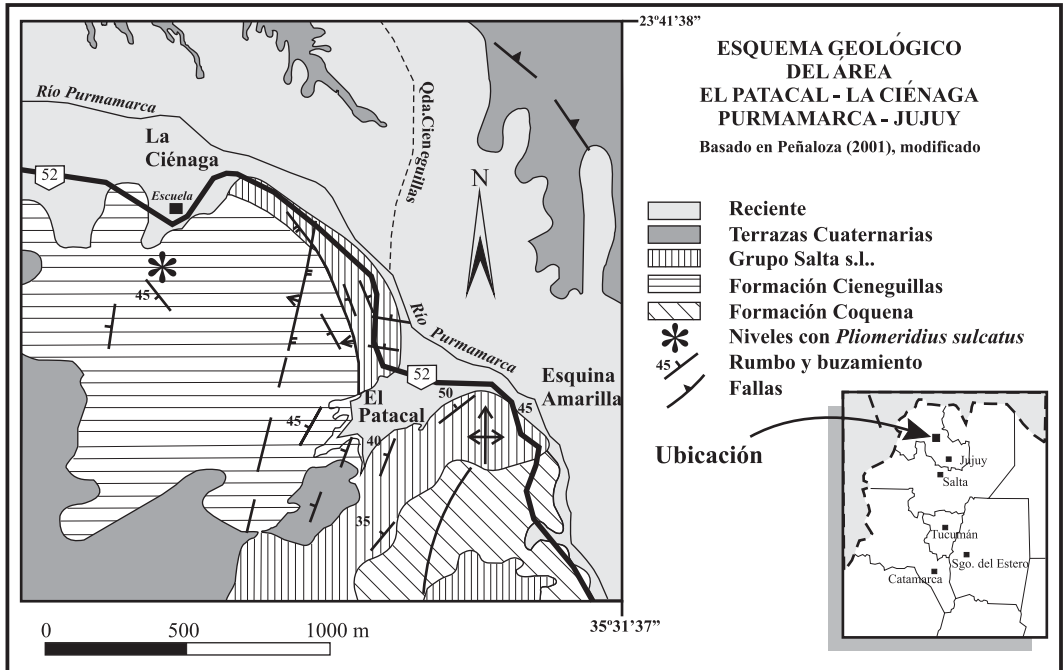 23º41'38”
ESQUEMA GEOLÓGICO
DEL ÁREA
EL PATACAL - LA CIÉNAGA
PURMAMARCA - JUJUY
Basado en Peñaloza (2001), modificado
Río Purmamarca
Qda.Cieneguillas
La
Ciénaga
52
Escuela
N
45
Río Purmamarca
52
El
Patacal
50
Esquina
Amarilla
45
45
40
35
Reciente
Terrazas Cuaternarias
Grupo Salta s.l..
Formación Cieneguillas
Formación Coquena
Niveles con Pliomeridius sulcatus
45
Rumbo y buzamiento
Fallas
Ubicación
Jujuy
Salta
Tucumán
Sgo. del Estero
Catamarca
0 500 1000 m
35º31'37”